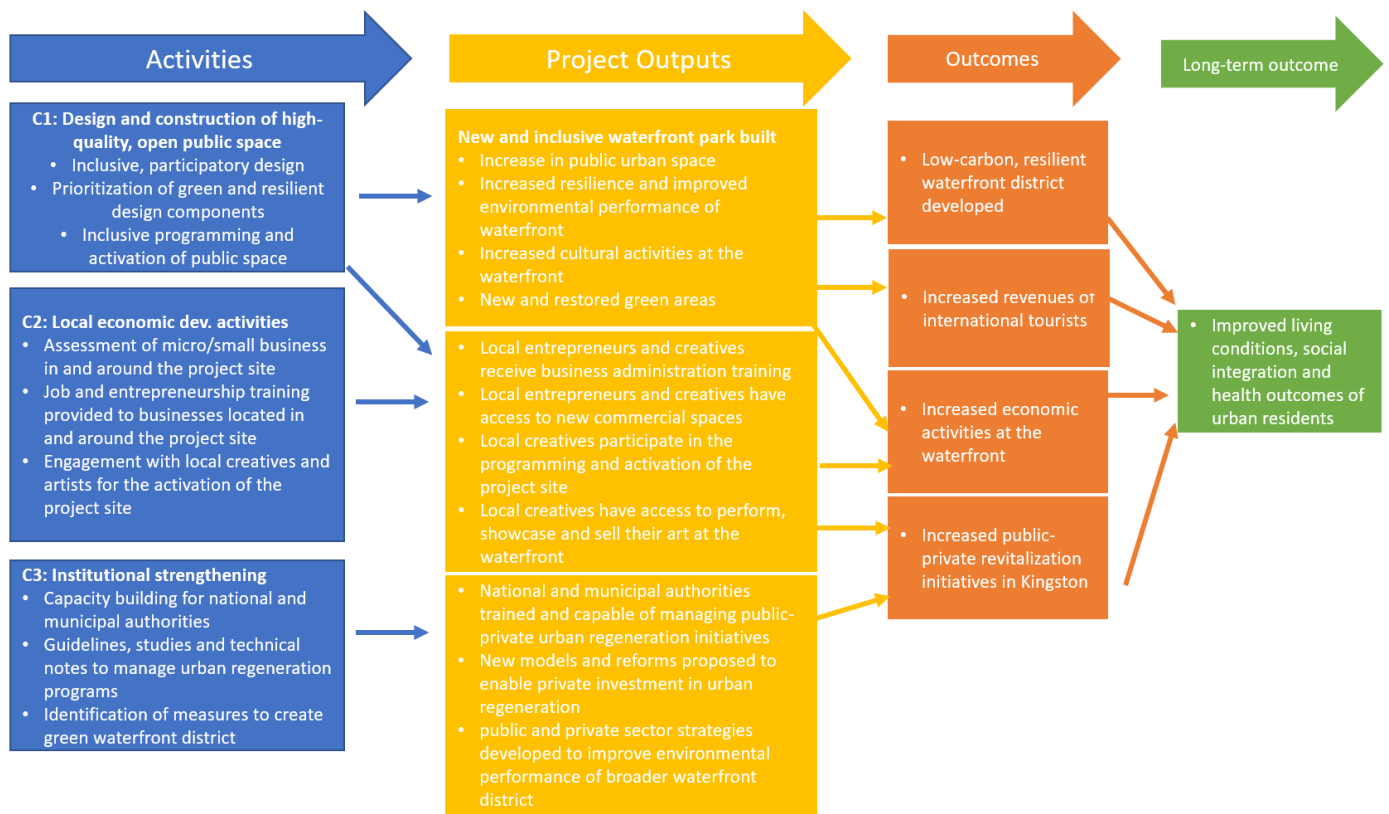 Activities
Project Outputs
Outcomes
Long-term outcome
C1: Design and construction of high-
quality, open public space
• Inclusive, participatory design
• Prioritization of green and resilient
design components
• Inclusive programming and
activation of public space
C2: Local economic dev. activities
• Assessment of micro/small business
in and around the project site
• Job and entrepreneurship training
provided to businesses located in
and around the project site
• Engagement with local creatives and
artists for the activation of the
project site
C3: Institutional strengthening
• Capacity building for national and
municipal authorities
• Guidelines, studies and technical
notes to manage urban regeneration
programs
• Identification of measures to create
green waterfront district
New and inclusive waterfront park built
• Increase in public urban space
• Increased resilience and improved
environmental performance of
waterfront
• Increased cultural activities at the
waterfront
• New and restored green areas
• Local entrepreneurs and creatives
receive business administration training
• Local entrepreneurs and creatives have
access to new commercial spaces
• Local creatives participate in the
programming and activation of the
project site
• Local creatives have access to perform,
showcase and sell their art at the
waterfront
• National and municipal authorities
trained and capable of managing public-
private urban regeneration initiatives
• New models and reforms proposed to
enable private investment in urban
regeneration
• public and private sector strategies
developed to improve environmental
performance of broader waterfront
district
• Low-carbon, resilient
waterfront district
developed
• Increased revenues of
international tourists
• Increased economic
activities at the
waterfront
• Increased public-
private revitalization
initiatives in Kingston
• Improved living
conditions, social
integration and
health outcomes of
urban residents